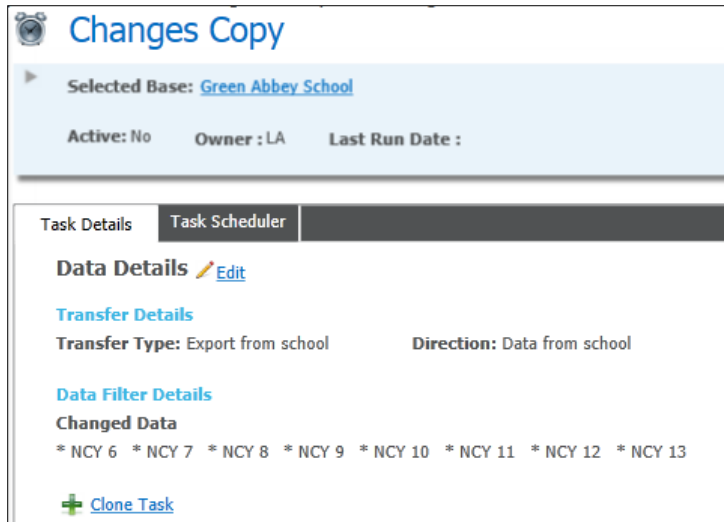 Changes Copy
Selected Base: Green Abbey School
Active: No Owner : LA Last Run Date :
Task Details Task Scheduler
Data Details Edit
Transfer Details
Transfer Type: Export from school Direction: Data from school
Data Filter Details
Changed Data
* NCY 6 * NCY 7 * NCY 8 * NCY 9 * NCY 10 * NCY 11 * NCY 12 * NCY 13
Clone Task